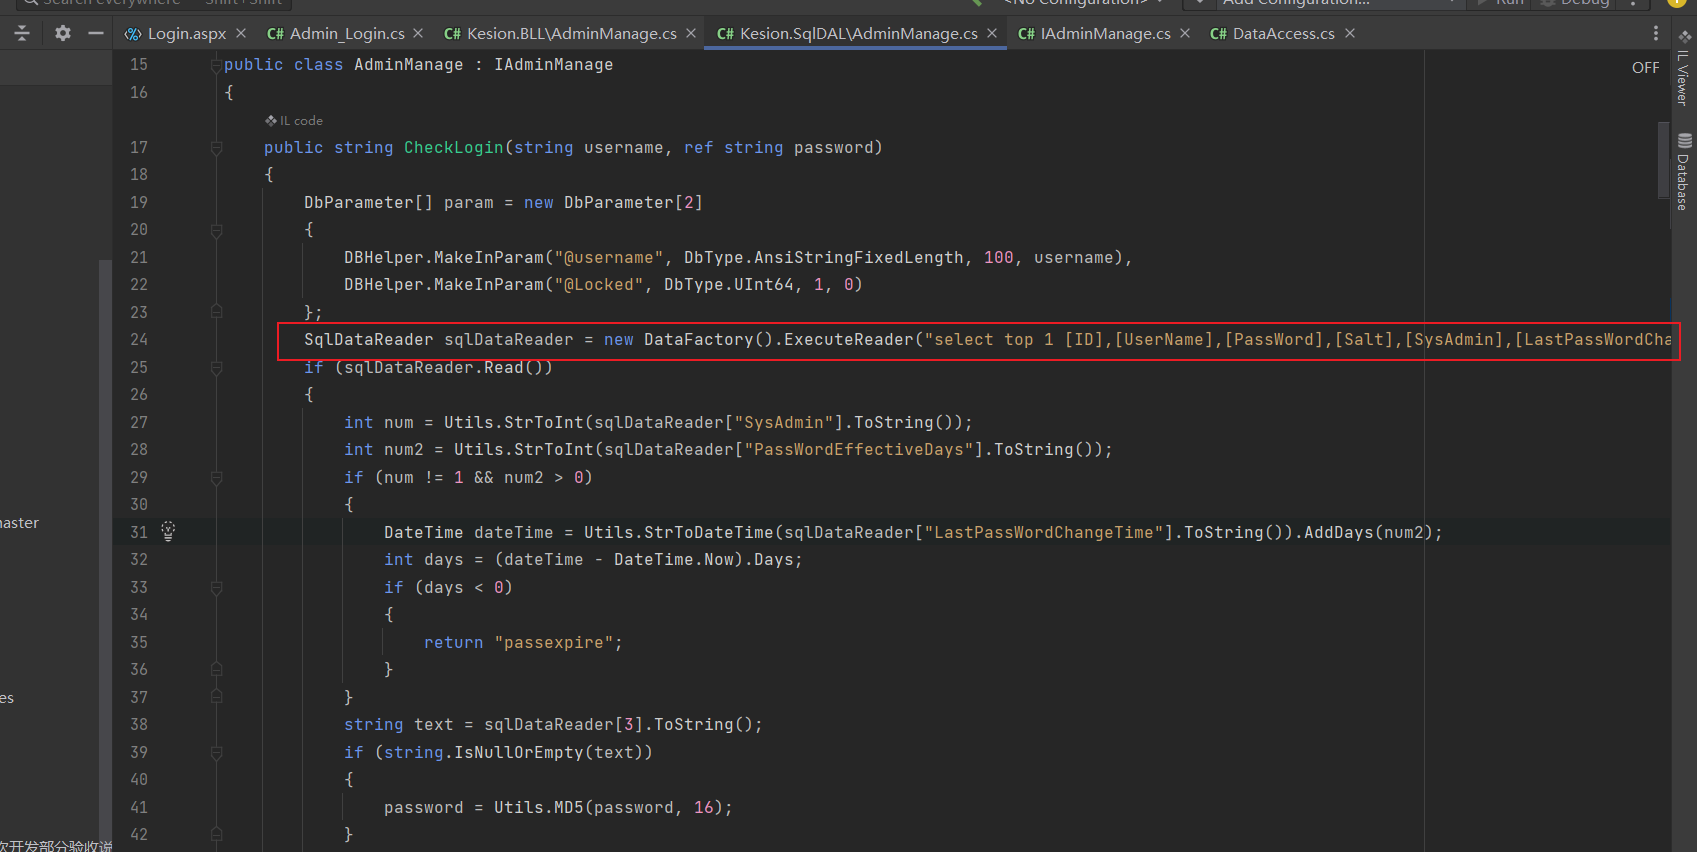 Search everywhere Shift+Shift <No Configuration> Add Configuration... Run Debug
Login.aspx Admin_Login.cs Kesion.BLL\AdminManage.cs Kesion.SqlDAL\AdminManage.cs IAdminManage.cs DataAccess.cs
OFF
IL Viewer
Database
15 public class AdminManage : IAdminManage
16 {
IL code
17 public string CheckLogin(string username, ref string password)
18 {
19 DbParameter[] param = new DbParameter[2]
20 {
21 DBHelper.MakeInParam("@username", DbType.AnsiStringFixedLength, 100, username),
22 DBHelper.MakeInParam("@Locked", DbType.UInt64, 1, 0)
23 };
24 SqlDataReader sqlDataReader = new DataFactory().ExecuteReader("select top 1 [ID],[UserName],[PassWord],[Salt],[SysAdmin],[LastPassWordCha
25 if (sqlDataReader.Read())
26 {
27 int num = Utils.StrToInt(sqlDataReader["SysAdmin"].ToString());
28 int num2 = Utils.StrToInt(sqlDataReader["PassWordEffectiveDays"].ToString());
29 if (num != 1 && num2 > 0)
30 {
31 DateTime dateTime = Utils.StrToDateTime(sqlDataReader["LastPassWordChangeTime"].ToString()).AddDays(num2);
32 int days = (dateTime - DateTime.Now).Days;
33 if (days < 0)
34 {
35 return "passexpire";
36 }
37 }
38 string text = sqlDataReader[3].ToString();
39 if (string.IsNullOrEmpty(text))
40 {
41 password = Utils.MD5(password, 16);
42 }
naster
es
次开发部分验收说